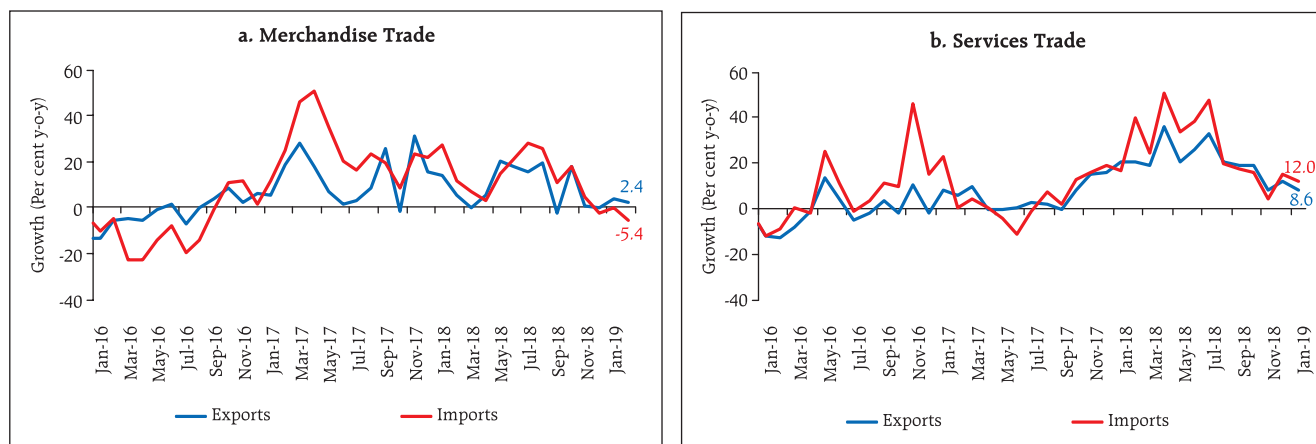 a. Merchandise Trade
Growth (Per cent y-o-y)
60
40
20
0
-20
-40
2.4
-5.4
Jan-16
Mar-16
May-16
Jul-16
Sep-16
Nov-16
Jan-17
Mar-17
May-17
Jul-17
Sep-17
Nov-17
Jan-18
Mar-18
May-18
Jul-18
Sep-18
Nov-18
Jan-19
Exports
Imports
b. Services Trade
Growth (Per cent y-o-y)
60
40
20
0
-20
-40
12.0
8.6
Jan-16
Mar-16
May-16
Jul-16
Sep-16
Nov-16
Jan-17
Mar-17
May-17
Jul-17
Sep-17
Nov-17
Jan-18
Mar-18
May-18
Jul-18
Sep-18
Nov-18
Jan-19
Exports
Imports